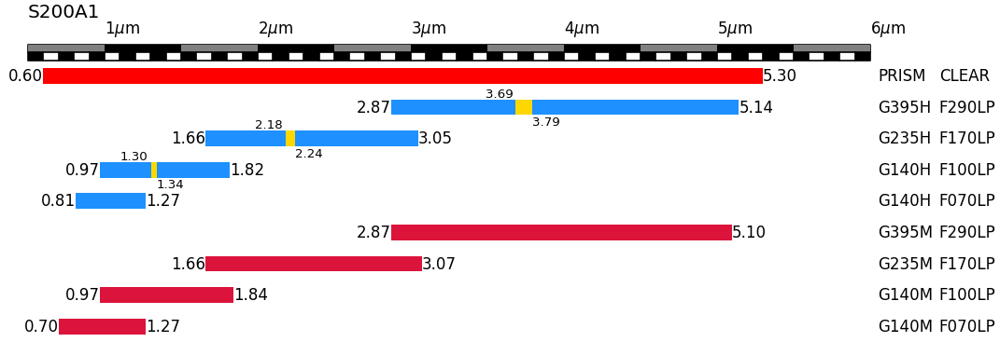 S200A1
1μm 2μm 3μm 4μm 5μm 6μm
0.60 5.30 PRISM CLEAR
3.69
2.87 5.14 G395H F290LP
3.79
2.18
1.66 3.05 G235H F170LP
2.24
1.30
0.97 1.82 G140H F100LP
1.34
0.81 1.27 G140H F070LP
2.87 5.10 G395M F290LP
1.66 3.07 G235M F170LP
0.97 1.84 G140M F100LP
0.70 1.27 G140M F070LP